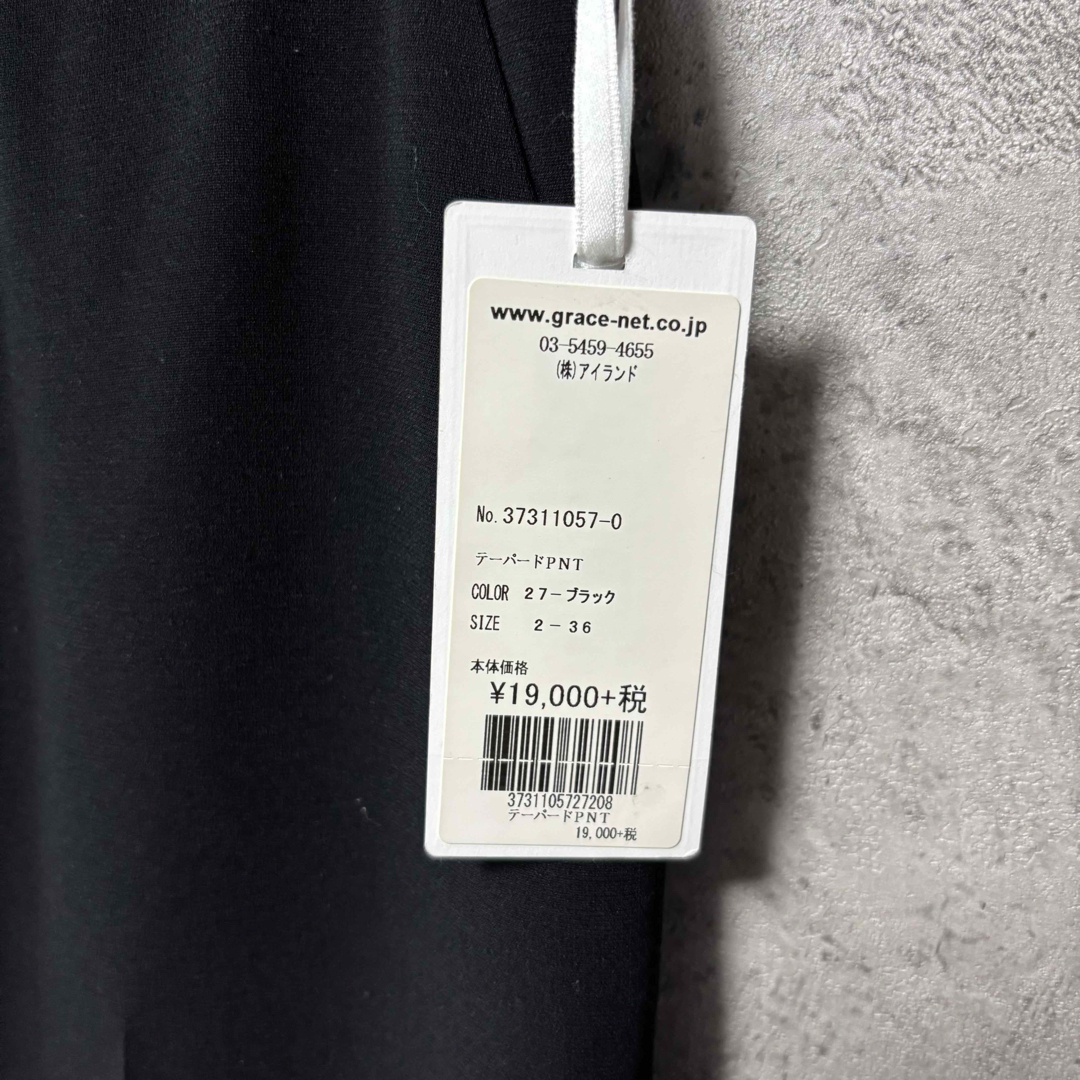 www.grace-net.co.jp
03-5459-4655
(株)アイランド
No.37311057-0
テーパードPNT
COLOR 27-ブラック
SIZE 2-36
本体価格
¥19,000+税
3731105727208
テーパードPNT
19,000+税